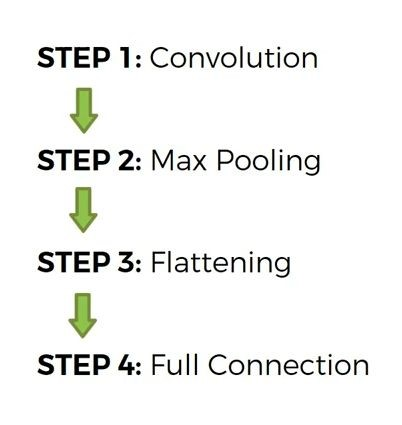 STEP 1: Convolution
STEP 2: Max Pooling
STEP 3: Flattening
STEP 4: Full Connection